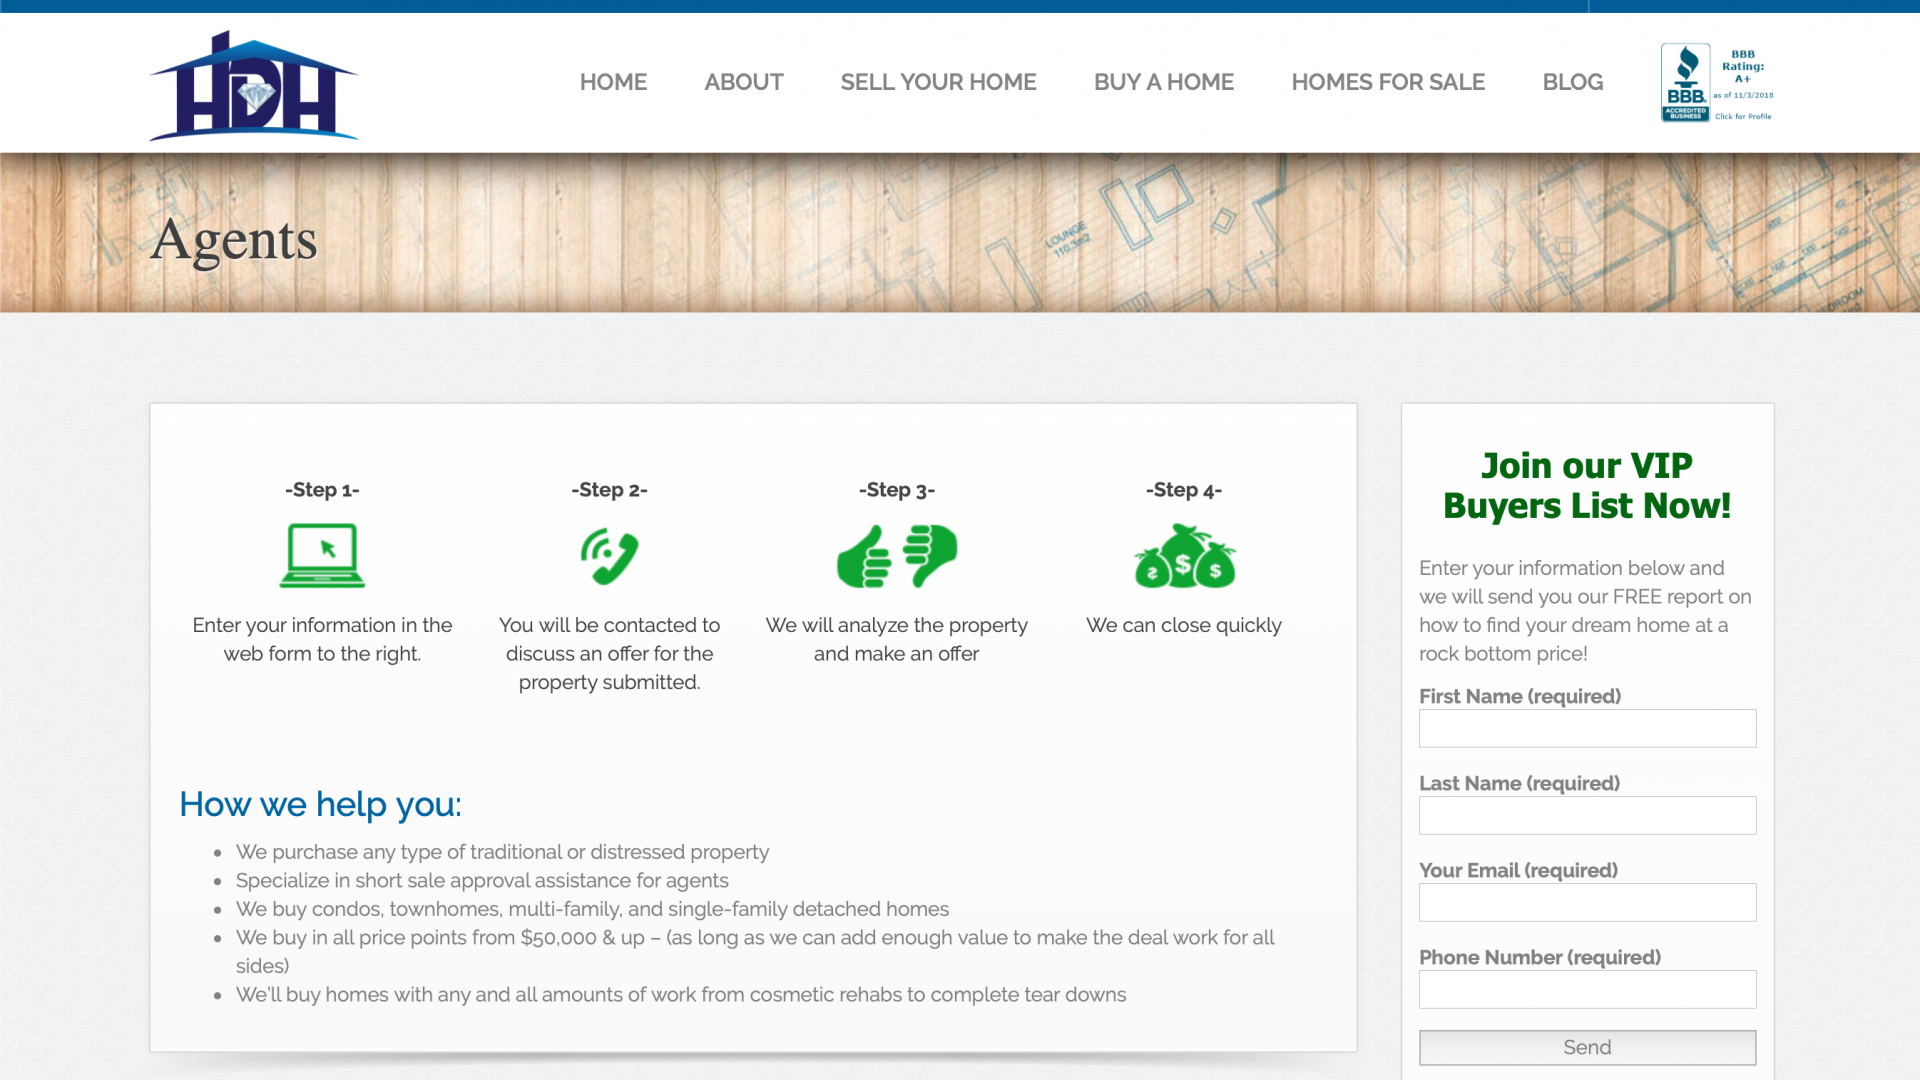 HDH
HOME
ABOUT
SELL YOUR HOME
BUY A HOME
HOMES FOR SALE
BLOG
BBB
ACCREDITED
BUSINESS
BBB
Rating:
A+
as of 11/3/2018
Click for Profile
Agents
LOUNGE
-Step 1-
Enter your information in the
web form to the right.
-Step 2-
You will be contacted to
discuss an offer for the
property submitted.
-Step 3-
We will analyze the property
and make an offer
-Step 4-
$ $ $
We can close quickly
How we help you:
• We purchase any type of traditional or distressed property
• Specialize in short sale approval assistance for agents
• We buy condos, townhomes, multi-family, and single-family detached homes
• We buy in all price points from $50,000 & up – (as long as we can add enough value to make the deal work for all
sides)
• We'll buy homes with any and all amounts of work from cosmetic rehabs to complete tear downs
Join our VIP
Buyers List Now!
Enter your information below and
we will send you our FREE report on
how to find your dream home at a
rock bottom price!
First Name (required)
Last Name (required)
Your Email (required)
Phone Number (required)
Send